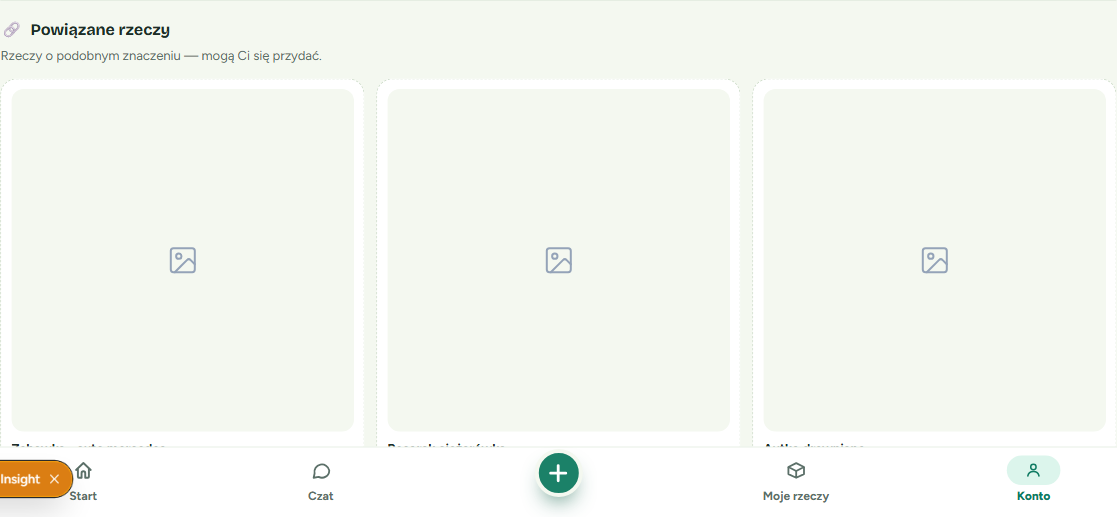 Powiązane rzeczy
Rzeczy o podobnym znaczeniu — mogą Ci się przydać.
Insight
Start
Czat
Moje rzeczy
Konto